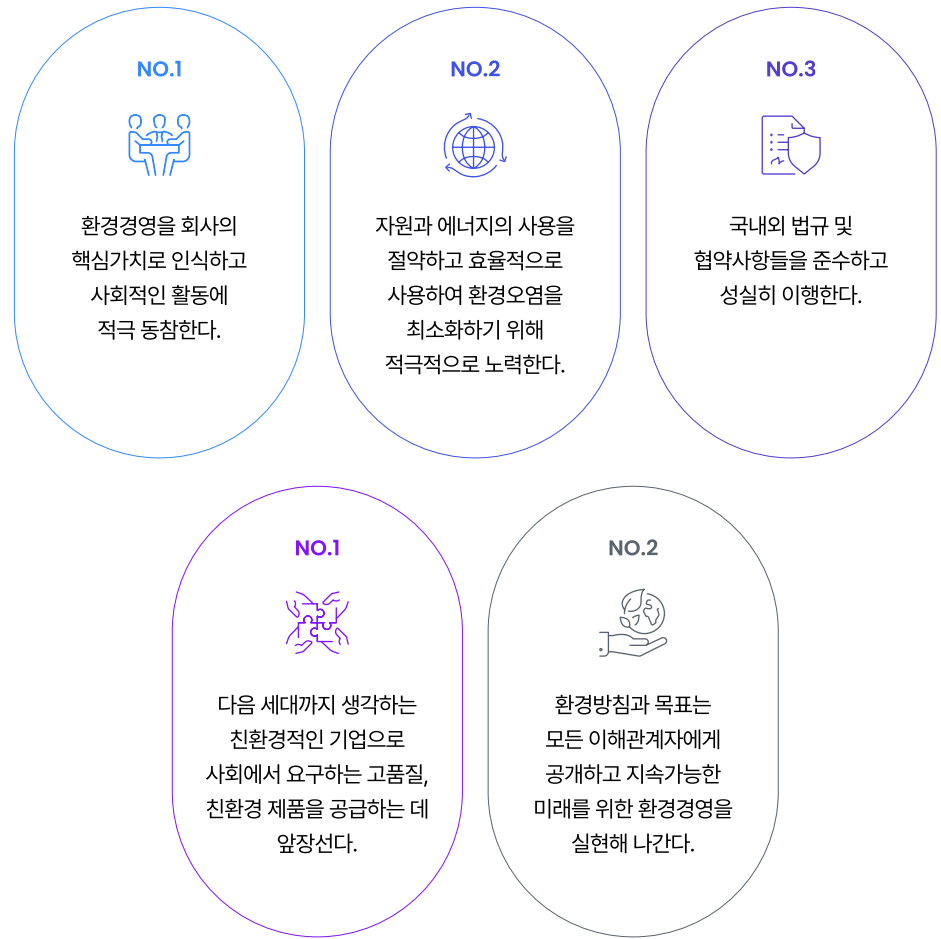 NO.1
환경경영을 회사의
핵심가치로 인식하고
사회적인 활동에
적극 동참한다.
NO.2
자원과 에너지의 사용을
절약하고 효율적으로
사용하여 환경오염을
최소화하기 위해
적극적으로 노력한다.
NO.3
국내외 법규 및
협약사항들을 준수하고
성실히 이행한다.
NO.1
다음 세대까지 생각하는
친환경적인 기업으로
사회에서 요구하는 고품질,
친환경 제품을 공급하는 데
앞장선다.
NO.2
환경방침과 목표는
모든 이해관계자에게
공개하고 지속가능한
미래를 위한 환경경영을
실현해 나간다.